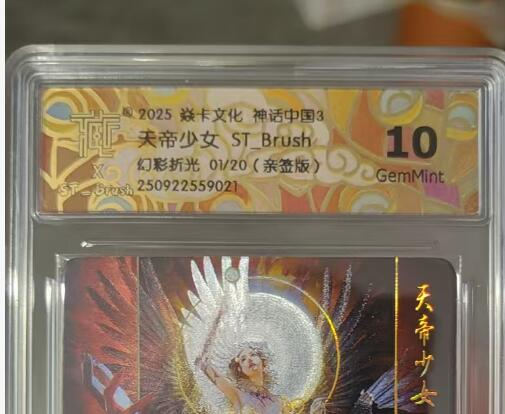 ® 2025 焱卡文化 神话中国3
天帝少女 ST_Brush
幻彩折光 01/20（亲签版）
250922559021
X
ST_Brush
10
GemMint
天帝少女